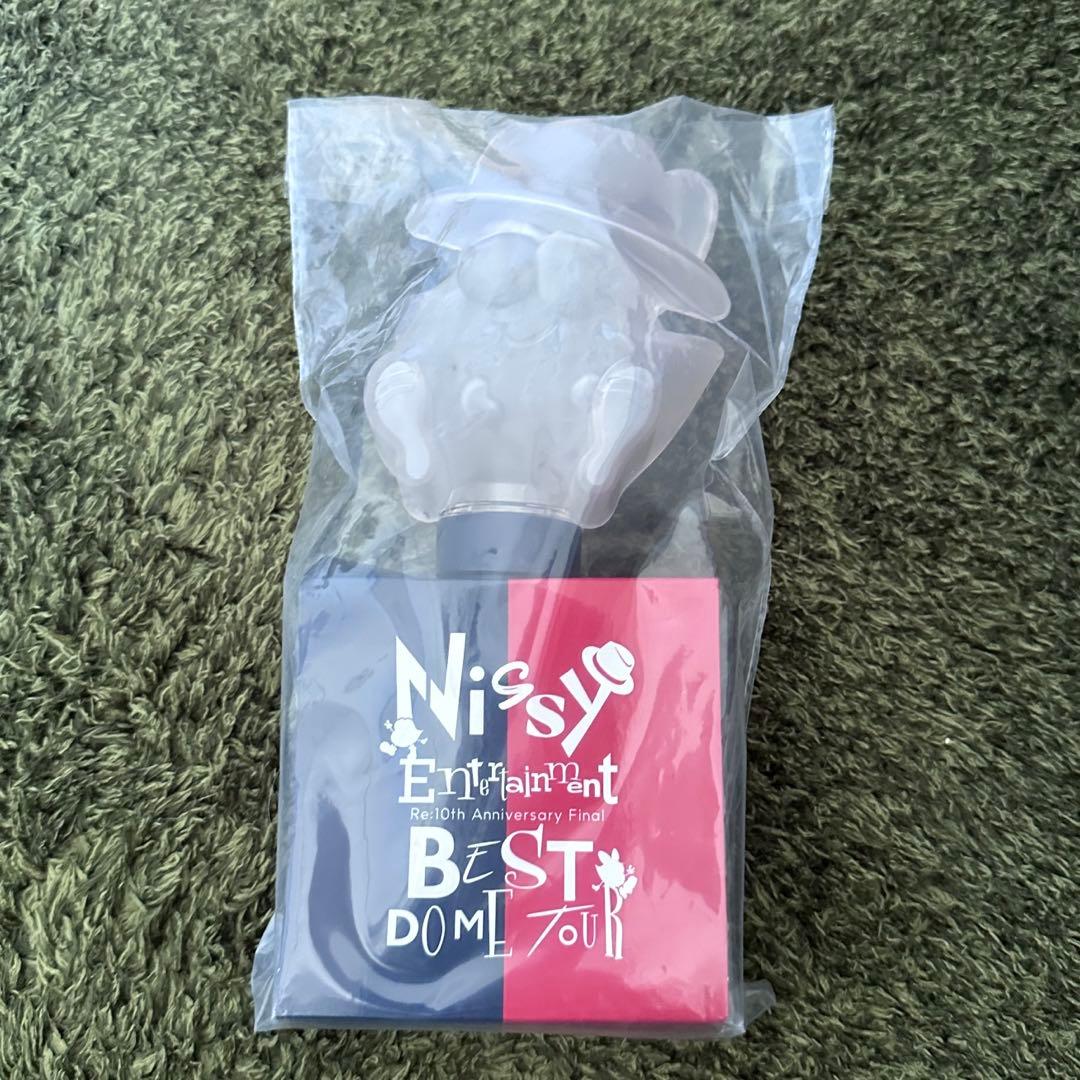 Nissy
Entertainment
Re:10th Anniversary Final
BEST
DOME TOUR